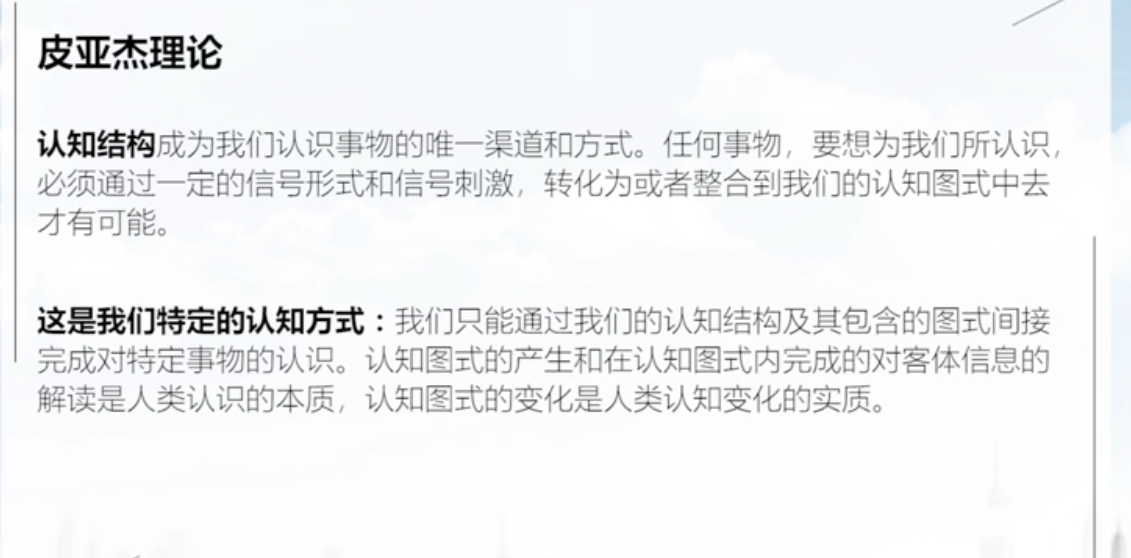 皮亚杰理论
认知结构成为我们认识事物的唯一渠道和方式。任何事物，要想为我们所认识，
必须通过一定的信号形式和信号刺激，转化为或者整合到我们的认知图式中去
才有可能。
这是我们特定的认知方式：我们只能通过我们的认知结构及其包含的图式间接
完成对特定事物的认识。认知图式的产生和在认知图式内完成的对客体信息的
解读是人类认识的本质，认知图式的变化是人类认知变化的实质。